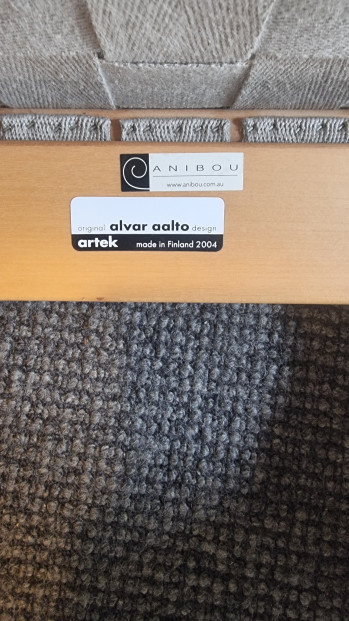 ANIBOU
www.anibou.com.au
original alvar aalto design
artek made in Finland 2004